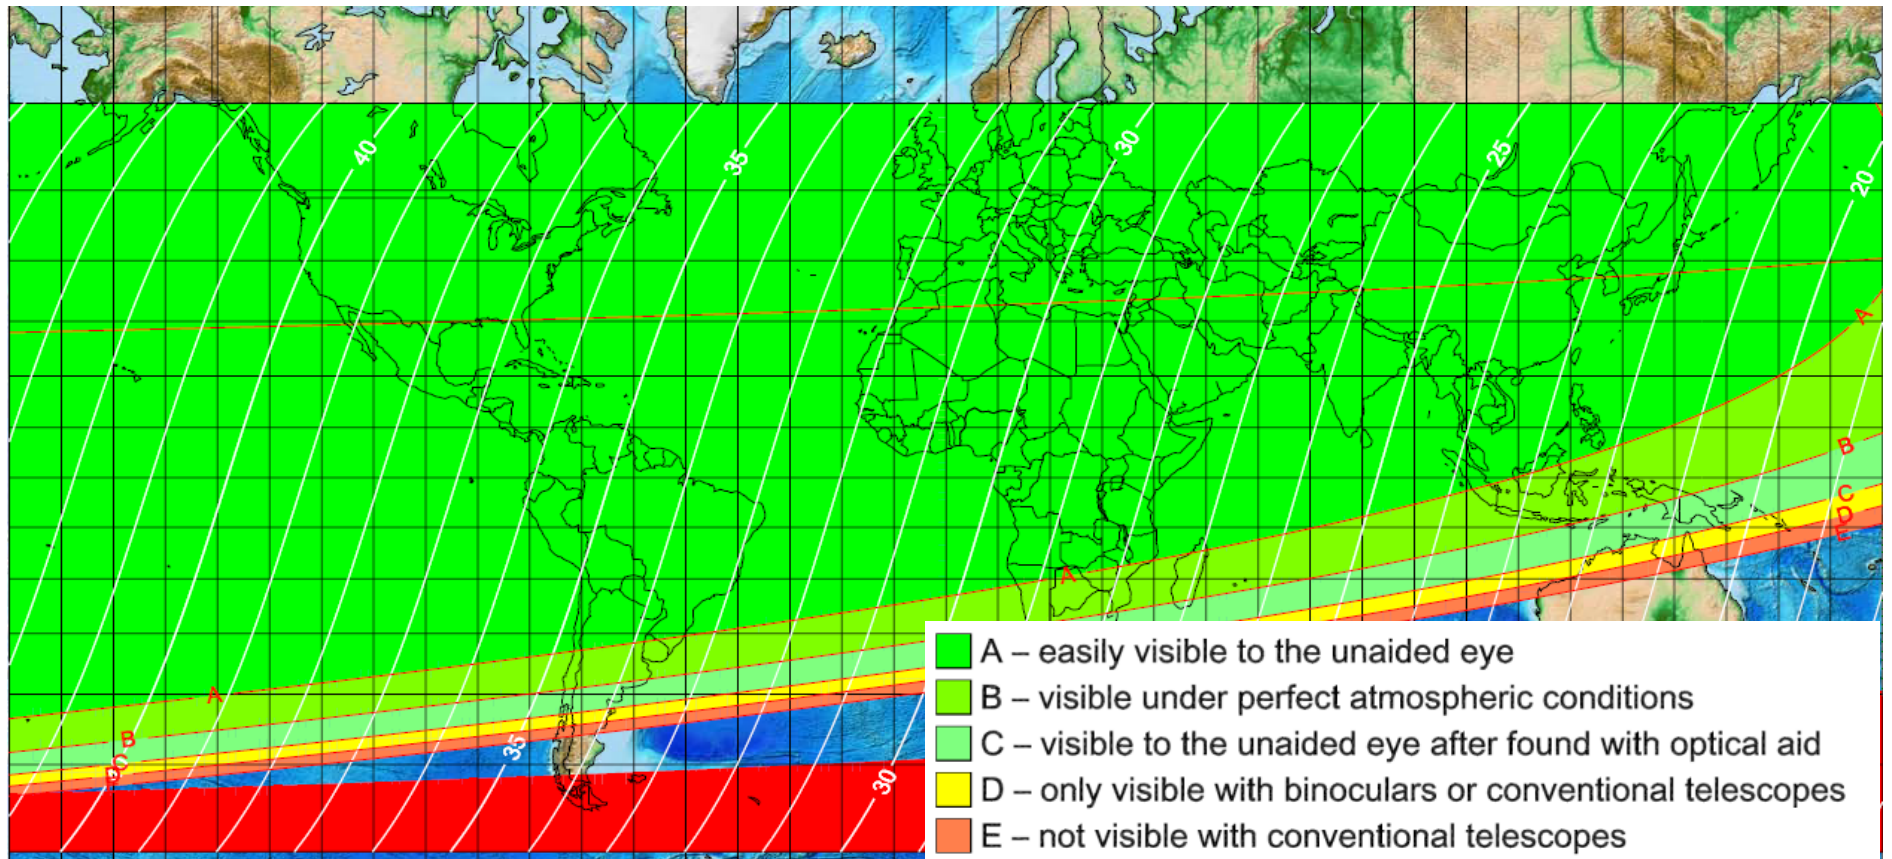 40
35
30
25
20
A
B
C
D
E
A
A
B
C
D
35
30
A – easily visible to the unaided eye
B – visible under perfect atmospheric conditions
C – visible to the unaided eye after found with optical aid
D – only visible with binoculars or conventional telescopes
E – not visible with conventional telescopes